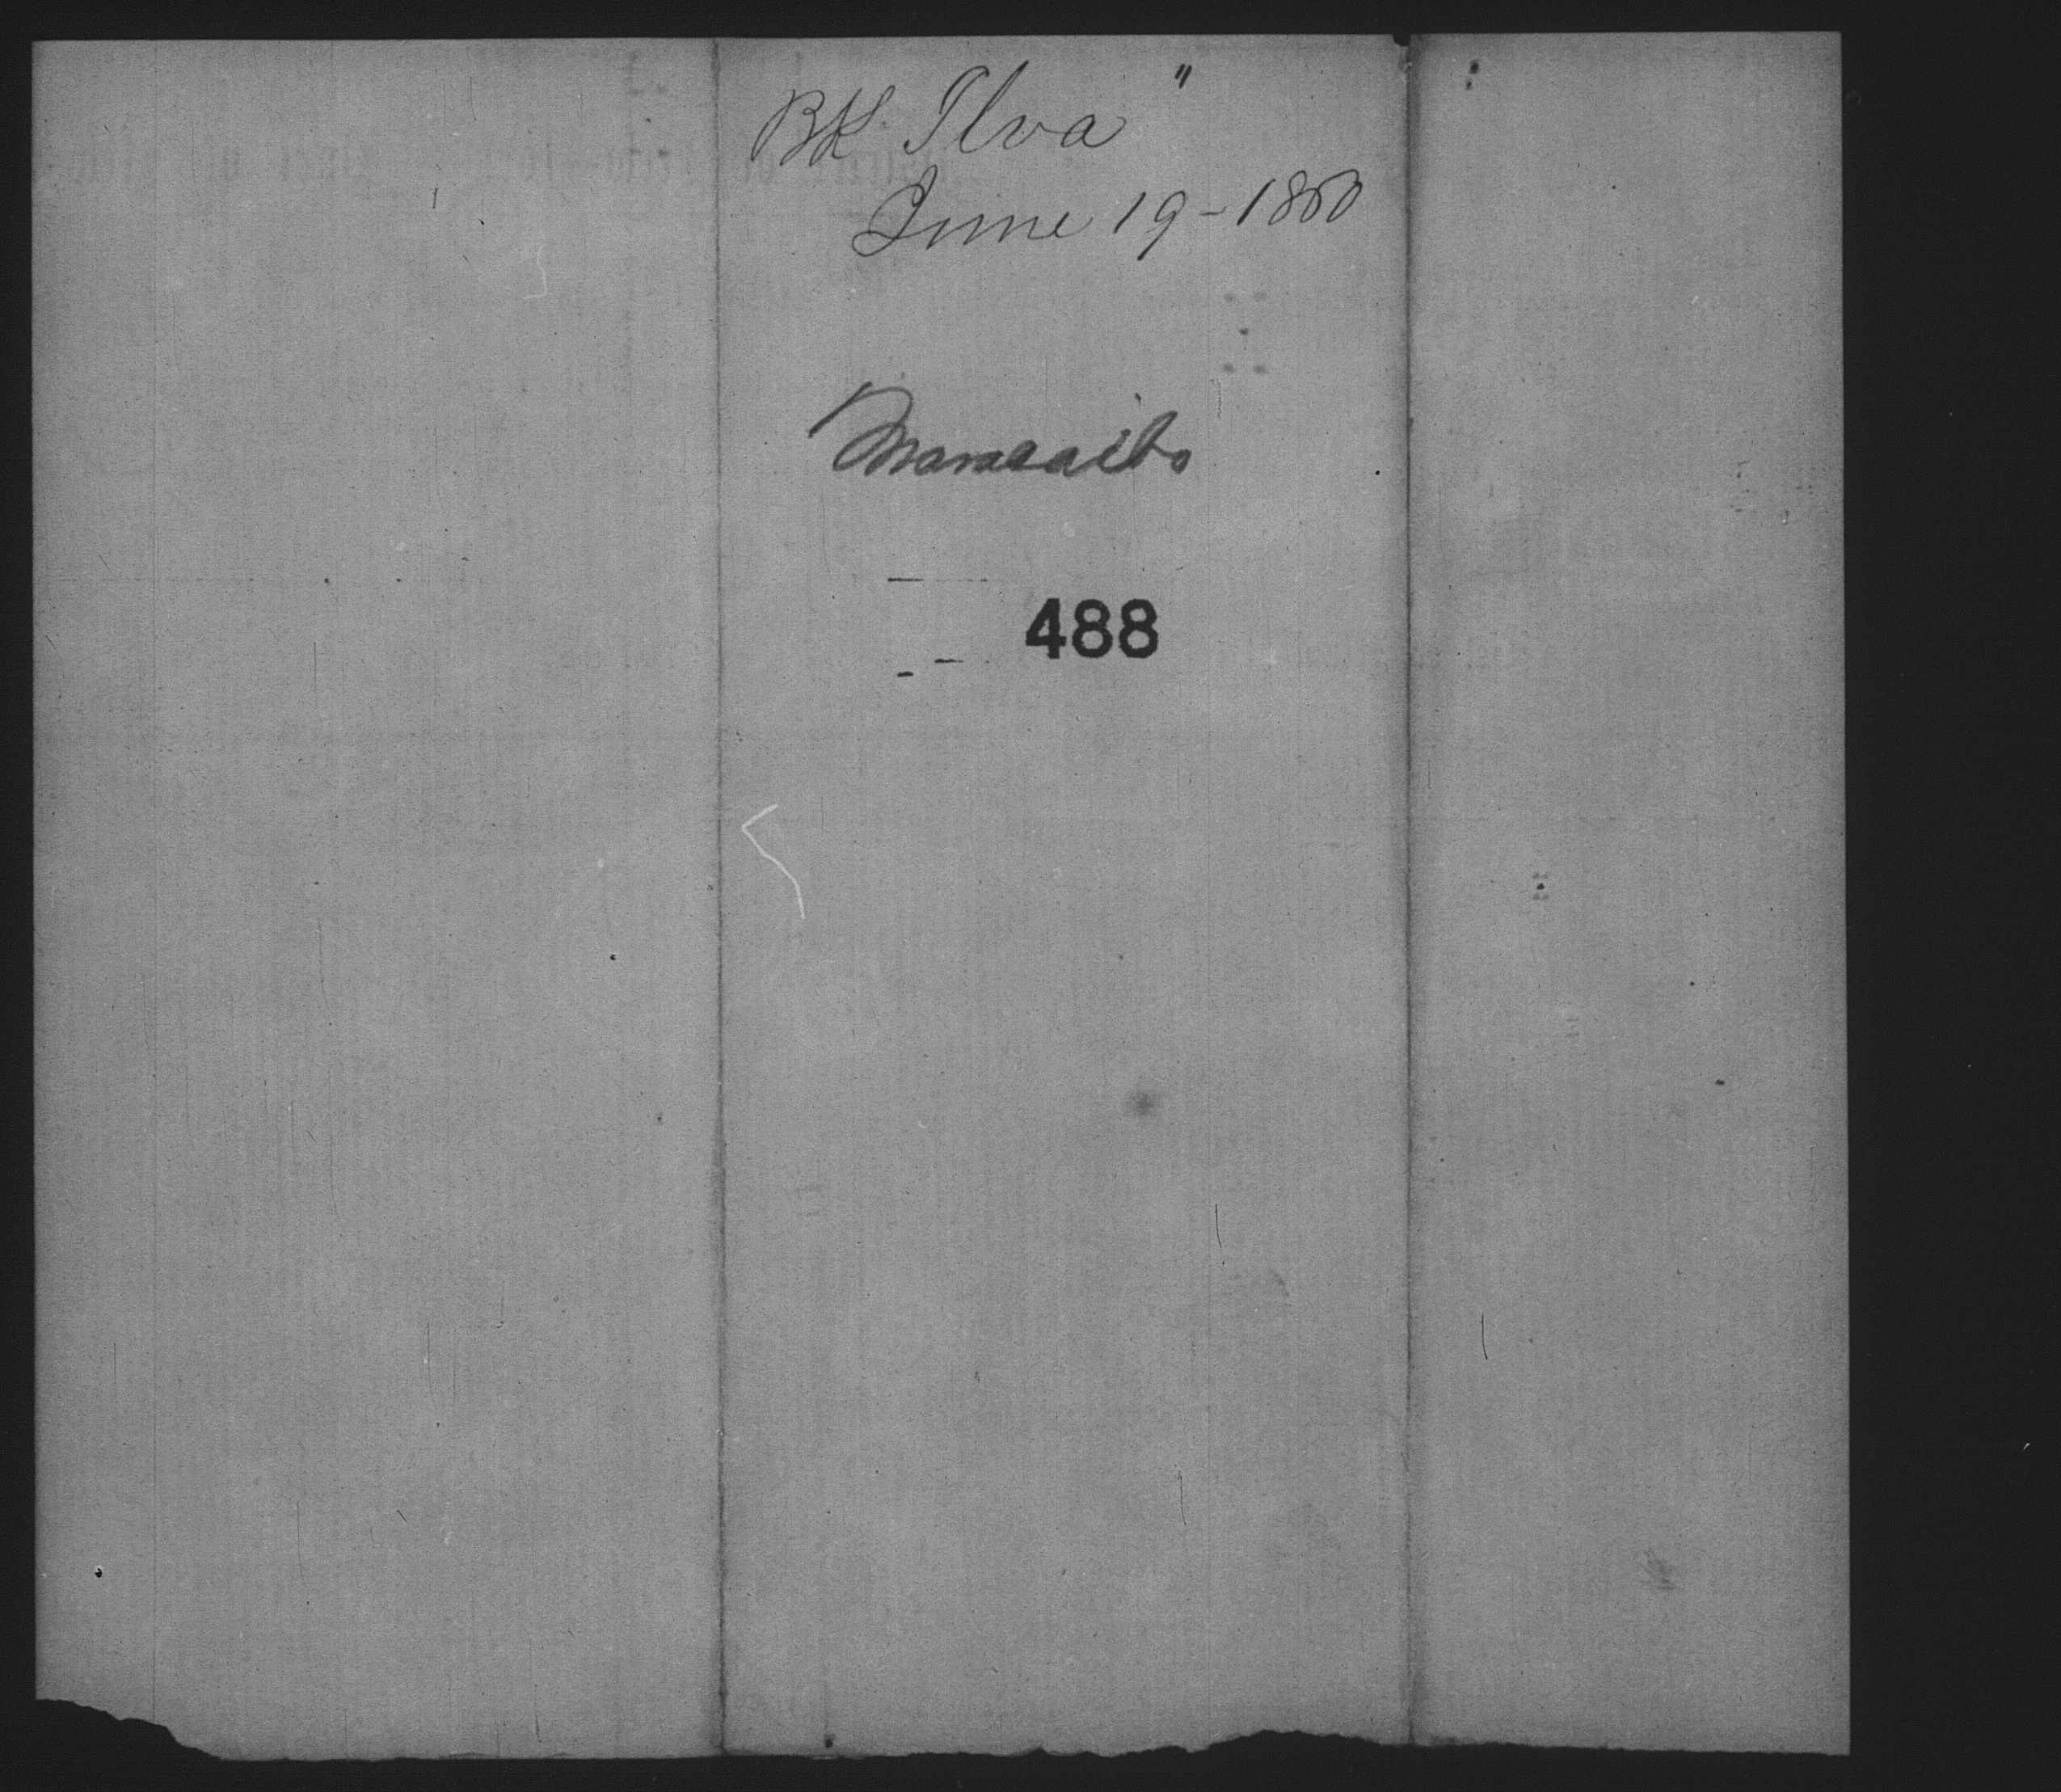 Bk Ilva "
June 19-1880
Maracaibo
488